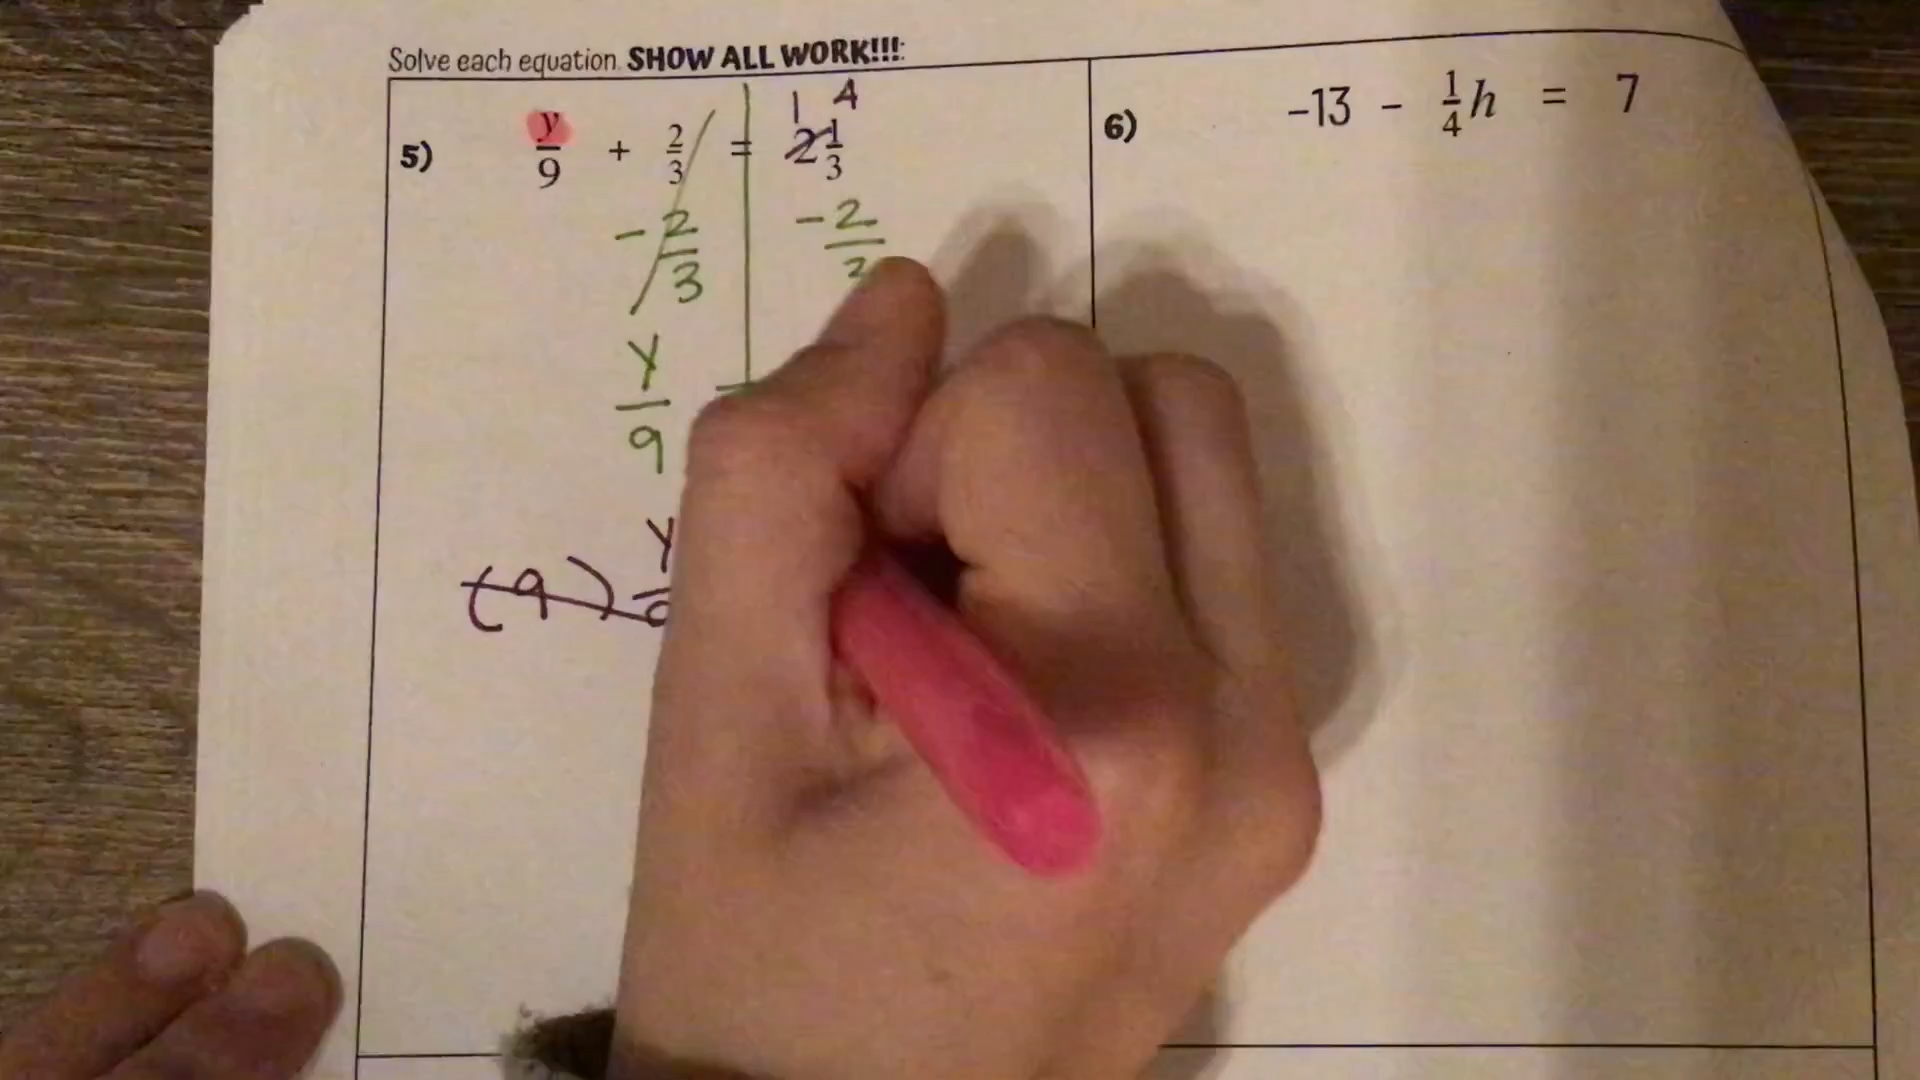 Solve each equation. SHOW ALL WORK!!!:
5) y/9 + 2/3 = 2 1/3
1 4
- 2/3 - 2/3
y/9
(9) y
6) -13 - 1/4 h = 7